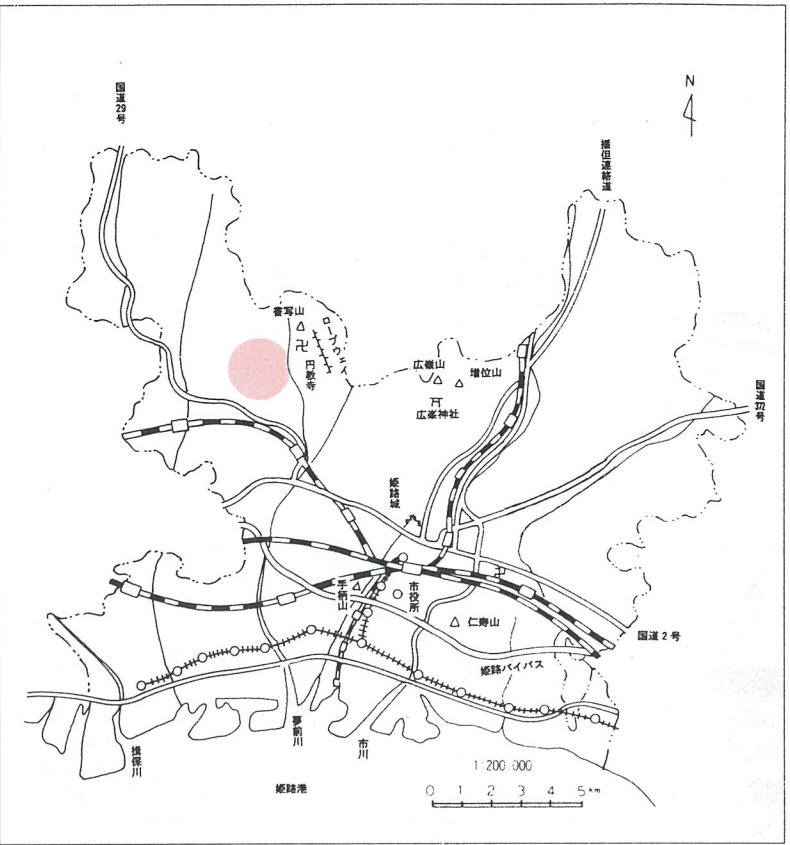 国道29号
N
播但連絡道
書写山
ロープウェイ
円教寺
広嶺山
増位山
広峯神社
国道372号
姫路城
手柄山
市役所
仁寿山
国道2号
姫路バイパス
夢前川
市川
揖保川
姫路港
1:200,000
0 1 2 3 4 5km